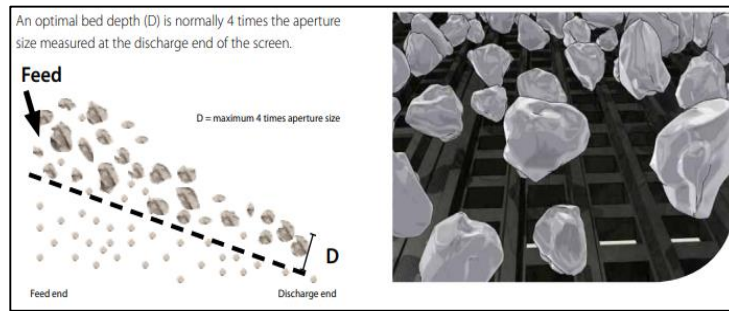 An optimal bed depth (D) is normally 4 times the aperture
size measured at the discharge end of the screen.
Feed
D = maximum 4 times aperture size
D
Feed end
Discharge end